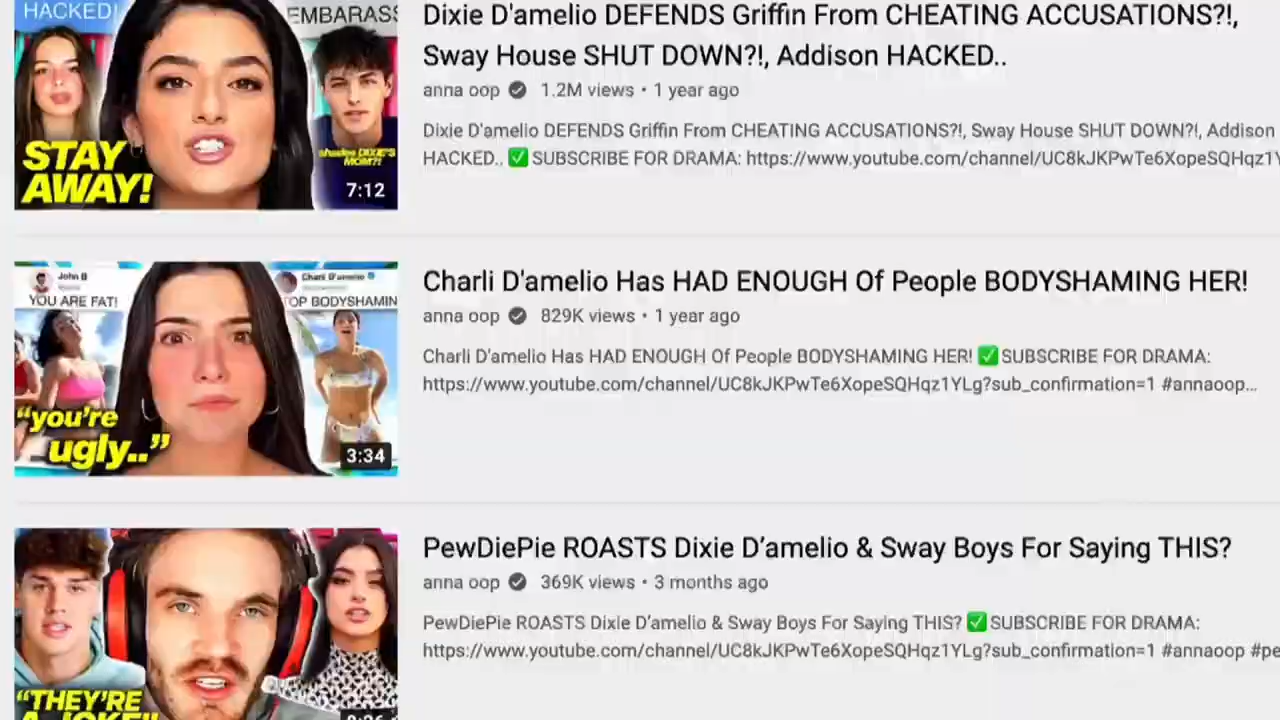 HACKED!
EMBARASS
STAY
AWAY!
shades DIXIE'S
MOM?!
7:12
Dixie D'amelio DEFENDS Griffin From CHEATING ACCUSATIONS?!,
Sway House SHUT DOWN?!, Addison HACKED..
anna oop 1.2M views • 1 year ago
Dixie D'amelio DEFENDS Griffin From CHEATING ACCUSATIONS?!, Sway House SHUT DOWN?!, Addison
HACKED.. ✅ SUBSCRIBE FOR DRAMA: https://www.youtube.com/channel/UC8kJKPwTe6XopeSQHqz1Y
John B
YOU ARE FAT!
Charli D'amelio
OP BODYSHAMIN
"you're
ugly.."
3:34
Charli D'amelio Has HAD ENOUGH Of People BODYSHAMING HER!
anna oop 829K views • 1 year ago
Charli D'amelio Has HAD ENOUGH Of People BODYSHAMING HER! ✅ SUBSCRIBE FOR DRAMA:
https://www.youtube.com/channel/UC8kJKPwTe6XopeSQHqz1YLg?sub_confirmation=1 #annaoop...
"THEY'RE
A JOKE"
PewDiePie ROASTS Dixie D’amelio & Sway Boys For Saying THIS?
anna oop 369K views • 3 months ago
PewDiePie ROASTS Dixie D’amelio & Sway Boys For Saying THIS? ✅ SUBSCRIBE FOR DRAMA:
https://www.youtube.com/channel/UC8kJKPwTe6XopeSQHqz1YLg?sub_confirmation=1 #annaoop #pe